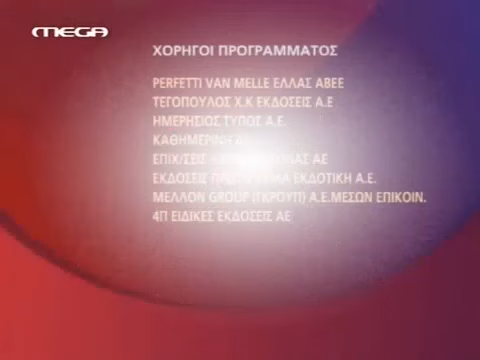 MEGA
ΧΟΡΗΓΟΙ ΠΡΟΓΡΑΜΜΑΤΟΣ
PERFETTI VAN MELLE ΕΛΛΑΣ ΑΒΕΕ
ΤΕΓΟΠΟΥΛΟΣ Χ.Κ ΕΚΔΟΣΕΙΣ Α.Ε
ΗΜΕΡΗΣΙΟΣ ΤΥΠΟΣ Α.Ε.
ΕΠΙΧ/ΣΕΙΣ ΑΕ
ΕΚΔΟΣΕΙΣ ΕΚΔΟΤΙΚΗ Α.Ε.
ΜΕΛΛΟΝ GROUP (ΓΚΡΟΥΠ) Α.Ε.ΜΕΣΩΝ ΕΠΙΚΟΙΝ.
4Π ΕΙΔΙΚΕΣ ΕΚΔΟΣΕΙΣ ΑΕ